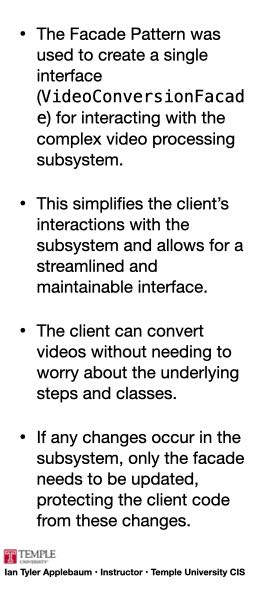 • The Facade Pattern was
used to create a single
interface
(VideoConversionFacad
e) for interacting with the
complex video processing
subsystem.
• This simplifies the client’s
interactions with the
subsystem and allows for a
streamlined and
maintainable interface.
• The client can convert
videos without needing to
worry about the underlying
steps and classes.
• If any changes occur in the
subsystem, only the facade
needs to be updated,
protecting the client code
from these changes.
T TEMPLE
UNIVERSITY
Ian Tyler Applebaum • Instructor • Temple University CIS